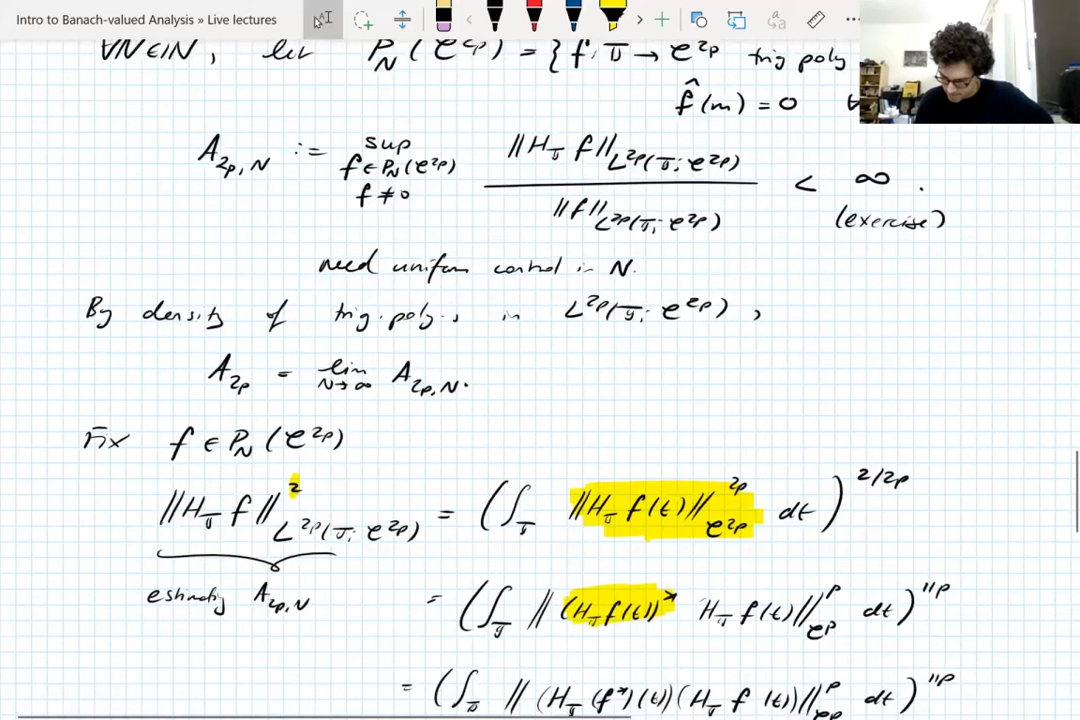 Intro to Banach-valued Analysis » Live lectures
∀N∈ℕ, let P_N(ℓ^{2p}) = { f: 𝕋 → ℓ^{2p} trig poly
f̂(m) = 0
A_{2p,N} := sup_{f∈P_N(ℓ^{2p}), f≠0} ‖H_𝕋 f‖_{L^{2p}(𝕋; ℓ^{2p})} / ‖f‖_{L^{2p}(𝕋; ℓ^{2p})} < ∞.
(exercise)
need uniform control in N.
By density of trig. poly.s in L^{2p}(𝕋; ℓ^{2p}),
A_{2p} = lim_{N→∞} A_{2p,N}.
Fix f ∈ P_N(ℓ^{2p})
‖H_𝕋 f‖²_{L^{2p}(𝕋; ℓ^{2p})} = (∫_𝕋 ‖H_𝕋 f(t)‖^{2p}_{ℓ^{2p}} dt)^{2/2p}
estimating A_{2p,N}
= (∫_𝕋 ‖(H_𝕋 f(t))* H_𝕋 f(t)‖^p_{ℓ^p} dt)^{1/p}
= (∫_𝕋 ‖(H_𝕋(f*)(t)(H_𝕋 f(t)‖^p_{ℓ^p} dt)^{1/p}